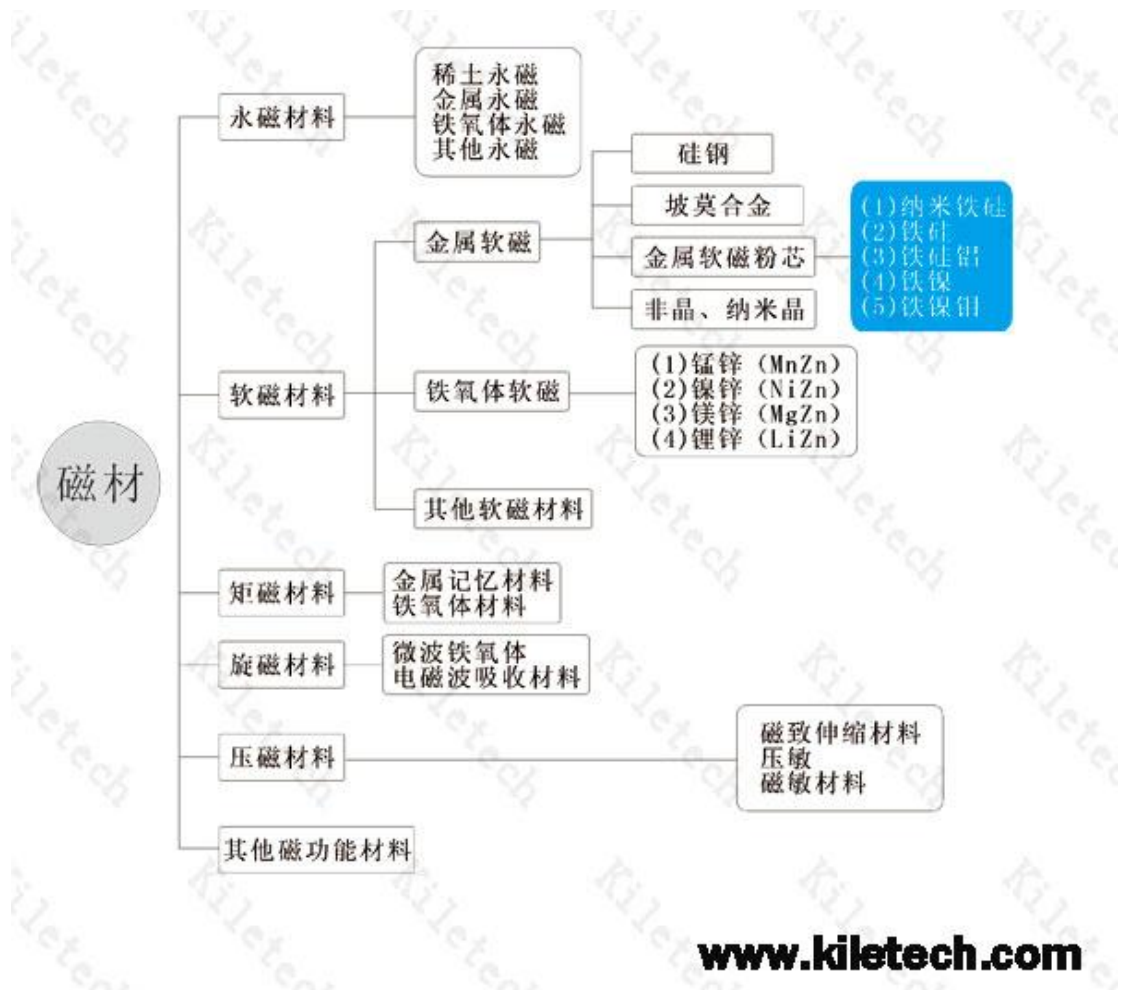 磁材
永磁材料
稀土永磁
金属永磁
铁氧体永磁
其他永磁
软磁材料
金属软磁
硅钢
坡莫合金
金属软磁粉芯
(1)纳米铁硅
(2)铁硅
(3)铁硅铝
(4)铁镍
(5)铁镍钼
非晶、纳米晶
铁氧体软磁
(1)锰锌（MnZn）
(2)镍锌（NiZn）
(3)镁锌（MgZn）
(4)锂锌（LiZn）
其他软磁材料
矩磁材料
金属记忆材料
铁氧体材料
旋磁材料
微波铁氧体
电磁波吸收材料
压磁材料
磁致伸缩材料
压敏
磁敏材料
其他磁功能材料
www.kiletech.com
Kiletech